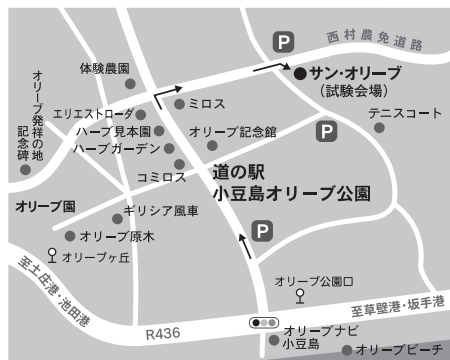 西村農免道路
P
体験農園
サン・オリーブ
(試験会場)
オリーブ発祥の地
記念碑
エリエストローダ
ミロス
ハーブ見本園
オリーブ記念館
P
テニスコート
ハーブガーデン
コミロス
道の駅
小豆島オリーブ公園
オリーブ園
ギリシア風車
オリーブ原木
P
オリーブヶ丘
至土庄港・池田港
オリーブ公園口
至草壁港・坂手港
R436
オリーブナビ
小豆島
オリーブビーチ